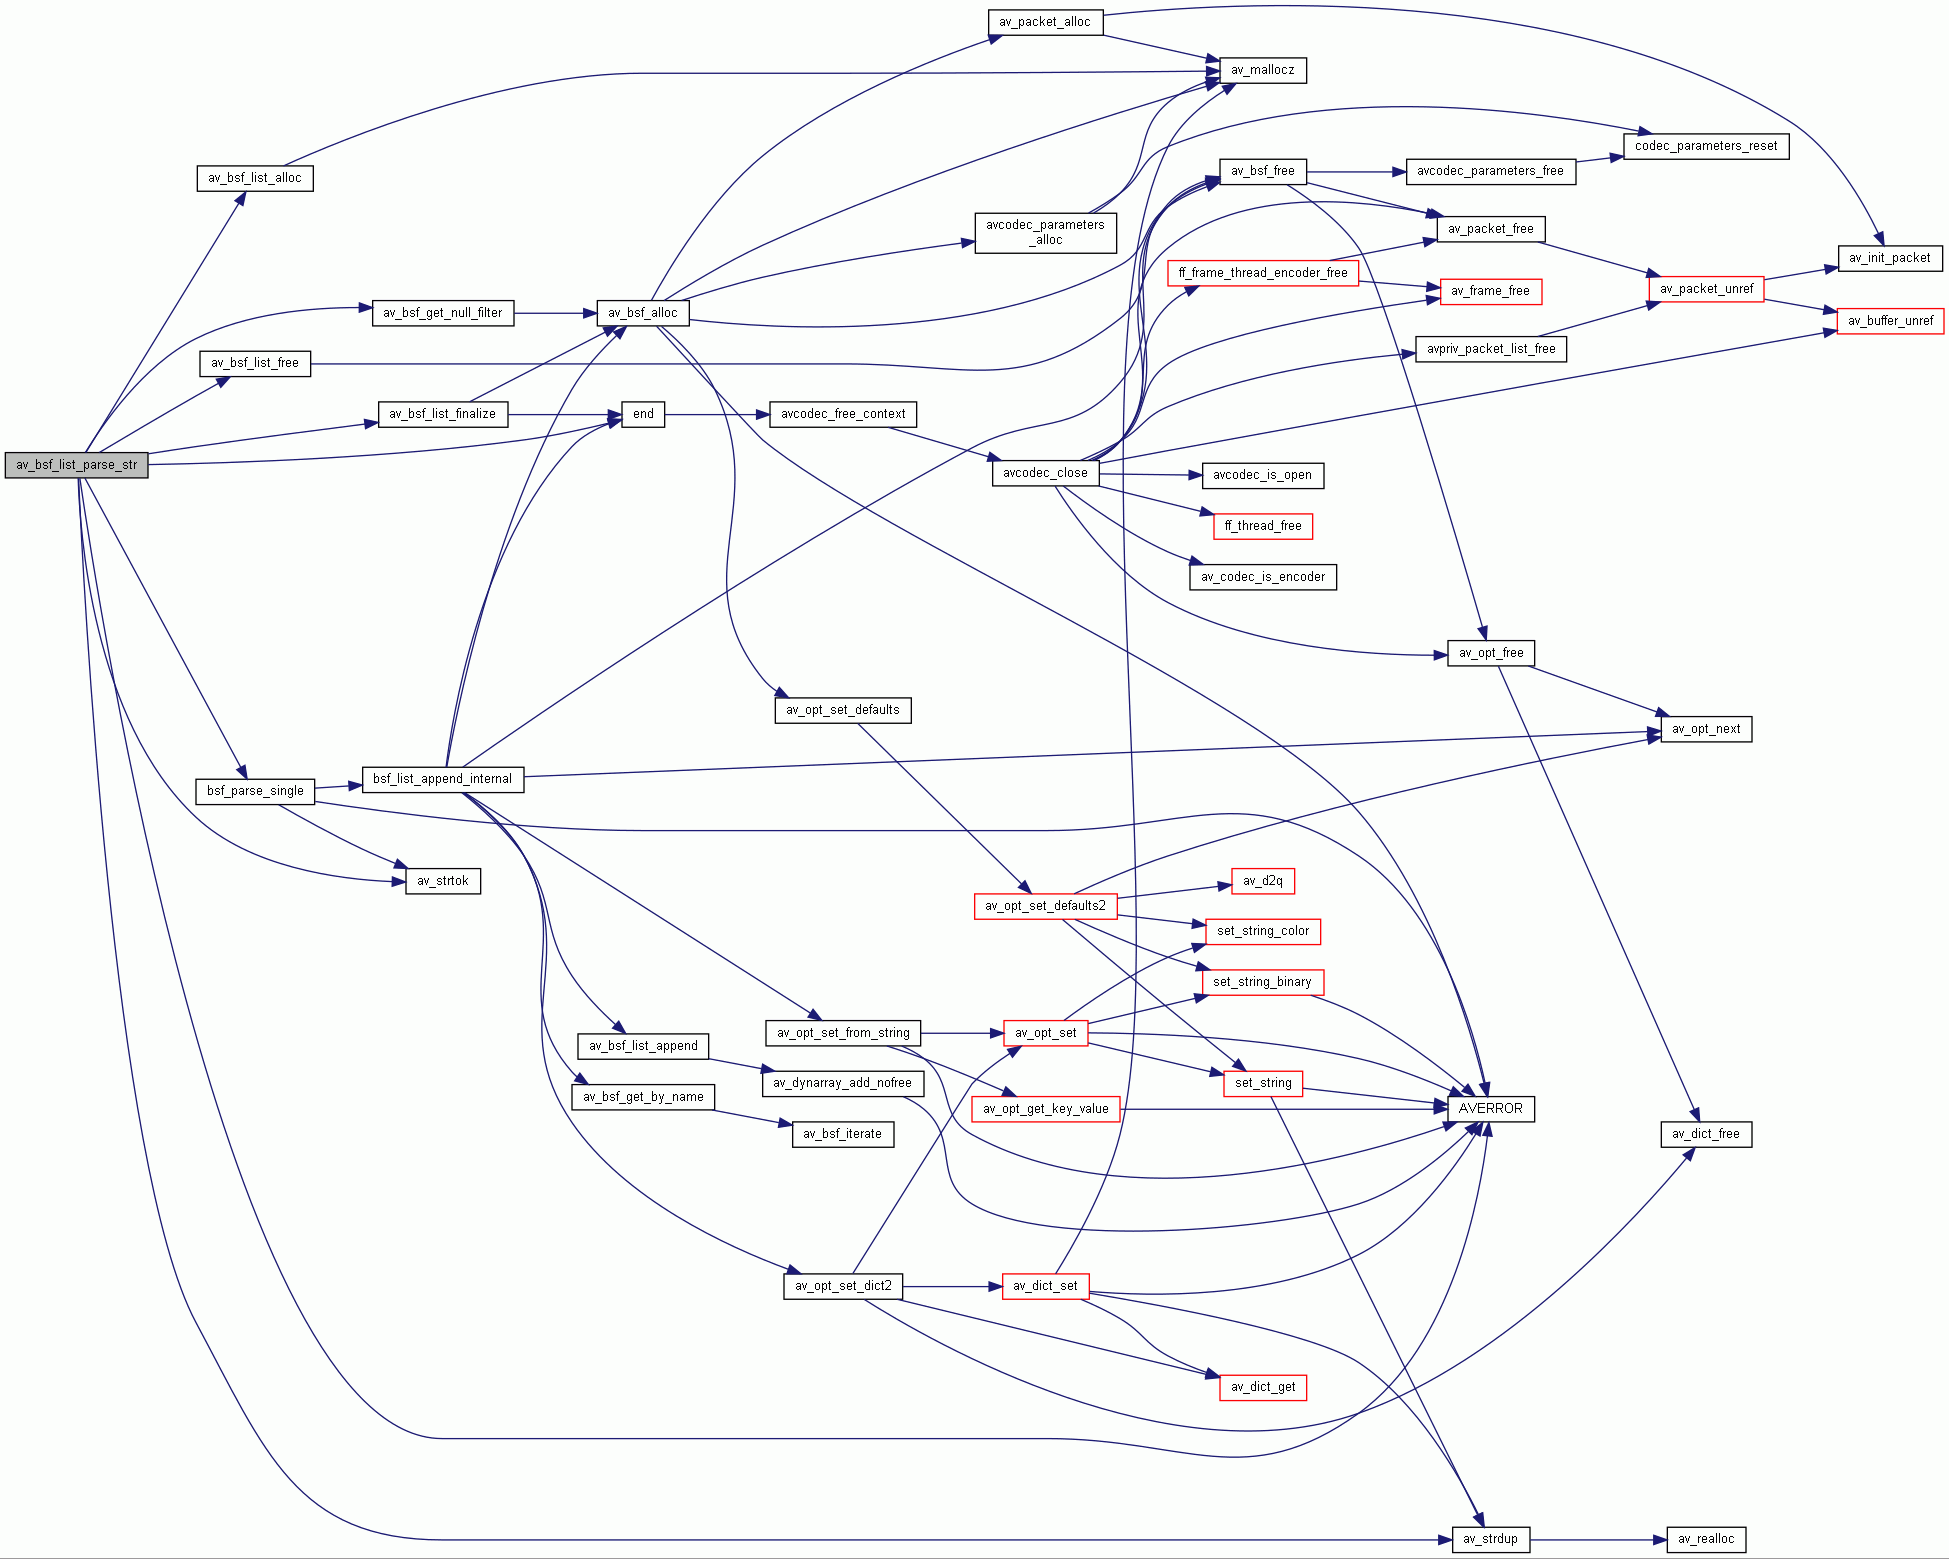 av_packet_alloc
av_mallocz
codec_parameters_reset
av_bsf_list_alloc
av_bsf_free
avcodec_parameters_free
avcodec_parameters
_alloc
av_packet_free
av_init_packet
ff_frame_thread_encoder_free
av_frame_free
av_packet_unref
av_bsf_get_null_filter
av_bsf_alloc
av_buffer_unref
avpriv_packet_list_free
av_bsf_list_free
av_bsf_list_finalize
end
avcodec_free_context
av_bsf_list_parse_str
avcodec_close
avcodec_is_open
ff_thread_free
av_codec_is_encoder
av_opt_free
av_opt_set_defaults
av_opt_next
bsf_list_append_internal
bsf_parse_single
av_strtok
av_d2q
av_opt_set_defaults2
set_string_color
set_string_binary
av_opt_set_from_string
av_opt_set
av_bsf_list_append
av_dynarray_add_nofree
set_string
av_bsf_get_by_name
av_opt_get_key_value
AVERROR
av_bsf_iterate
av_dict_free
av_opt_set_dict2
av_dict_set
av_dict_get
av_strdup
av_realloc